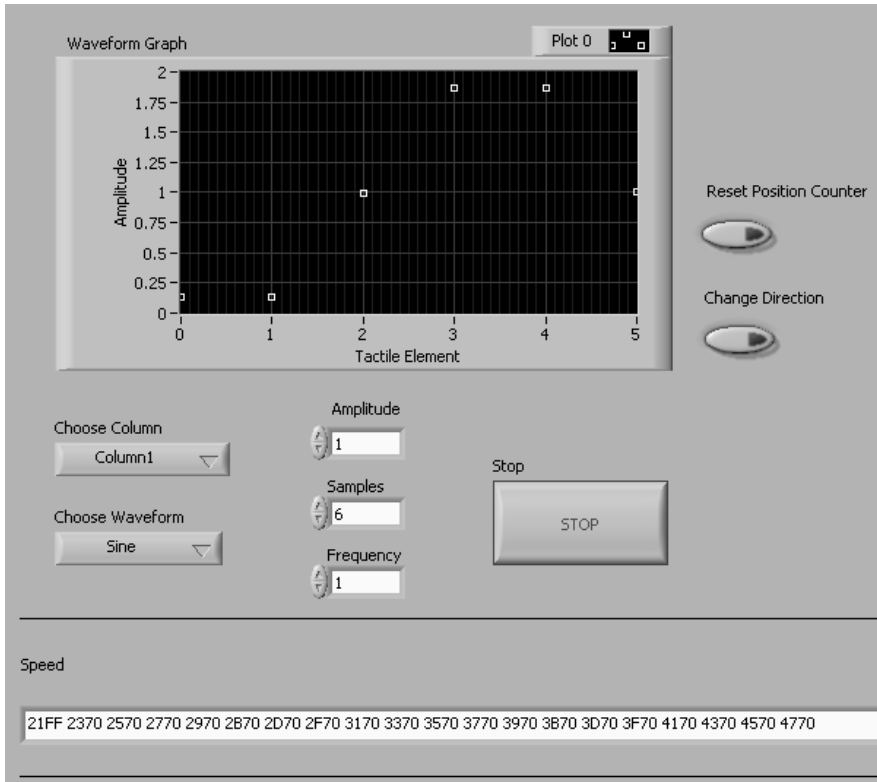 Waveform Graph
Plot 0
2
1.75
1.5
1.25
1
0.75
0.5
0.25
0
Amplitude
0 1 2 3 4 5
Tactile Element
Reset Position Counter
Change Direction
Choose Column
Column1
Choose Waveform
Sine
Amplitude
1
Samples
6
Frequency
1
Stop
STOP
Speed
21FF 2370 2570 2770 2970 2B70 2D70 2F70 3170 3370 3570 3770 3970 3B70 3D70 3F70 4170 4370 4570 4770